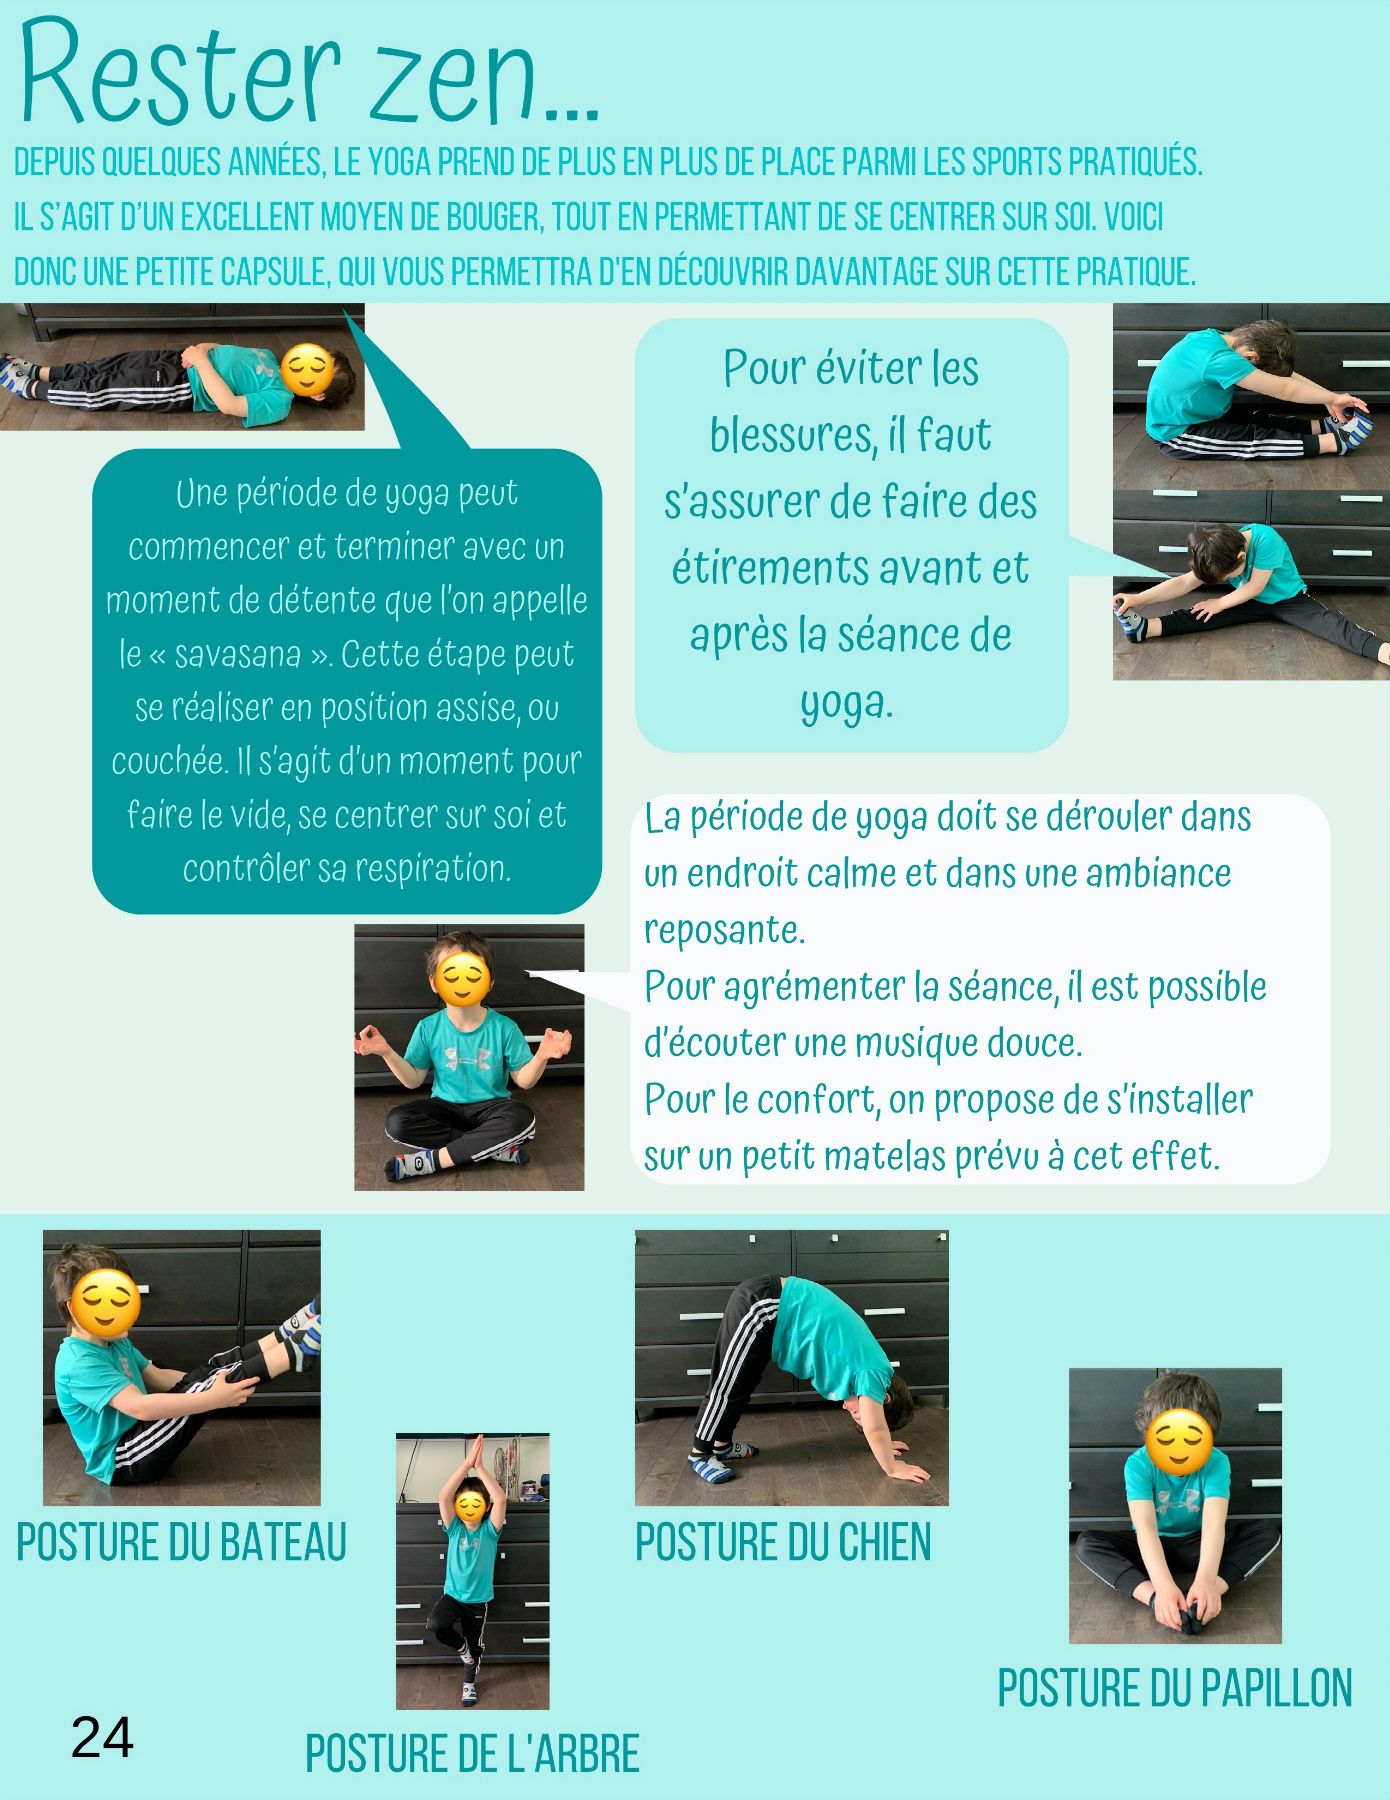 Rester zen...
DEPUIS QUELQUES ANNÉES, LE YOGA PREND DE PLUS EN PLUS DE PLACE PARMI LES SPORTS PRATIQUÉS.
IL S'AGIT D'UN EXCELLENT MOYEN DE BOUGER, TOUT EN PERMETTANT DE SE CENTRER SUR SOI. VOICI
DONC UNE PETITE CAPSULE, QUI VOUS PERMETTRA D'EN DÉCOUVRIR DAVANTAGE SUR CETTE PRATIQUE.
Une période de yoga peut
commencer et terminer avec un
moment de détente que l'on appelle
le « savasana ». Cette étape peut
se réaliser en position assise, ou
couchée. Il s'agit d'un moment pour
faire le vide, se centrer sur soi et
contrôler sa respiration.
Pour éviter les
blessures, il faut
s'assurer de faire des
étirements avant et
après la séance de
yoga.
La période de yoga doit se dérouler dans
un endroit calme et dans une ambiance
reposante.
Pour agrémenter la séance, il est possible
d'écouter une musique douce.
Pour le confort, on propose de s'installer
sur un petit matelas prévu à cet effet.
POSTURE DU BATEAU
POSTURE DE L'ARBRE
POSTURE DU CHIEN
POSTURE DU PAPILLON
24